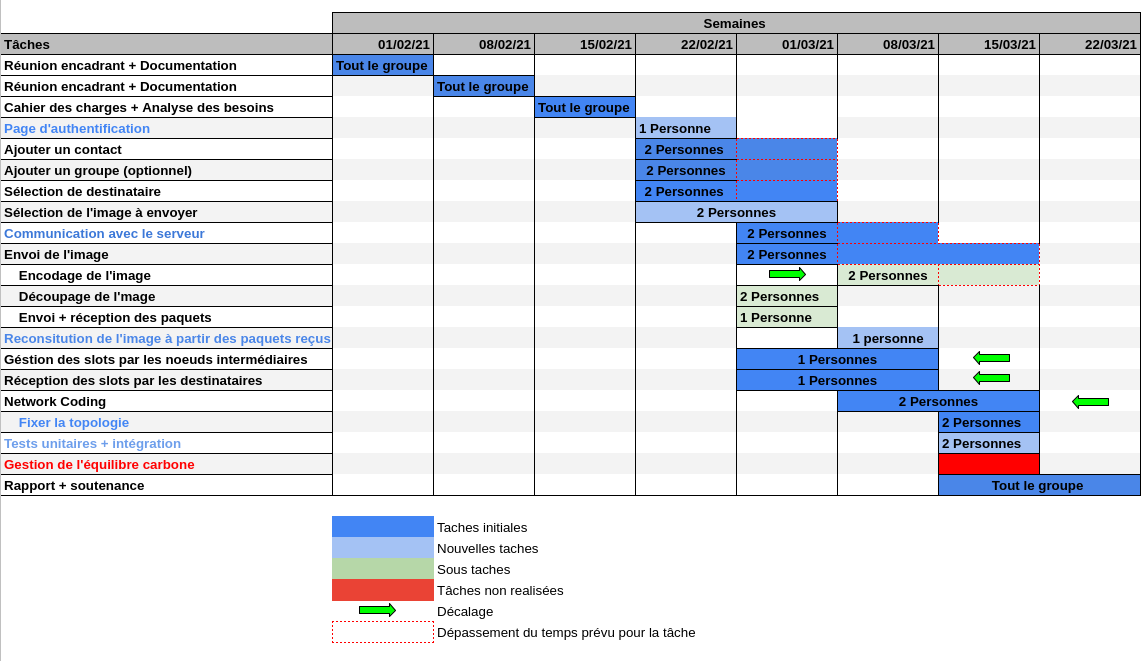 Semaines
Tâches 01/02/21 08/02/21 15/02/21 22/02/21 01/03/21 08/03/21 15/03/21 22/03/21
Réunion encadrant + Documentation Tout le groupe
Réunion encadrant + Documentation Tout le groupe
Cahier des charges + Analyse des besoins Tout le groupe
Page d'authentification 1 Personne
Ajouter un contact 2 Personnes
Ajouter un groupe (optionnel) 2 Personnes
Sélection de destinataire 2 Personnes
Sélection de l'image à envoyer 2 Personnes
Communication avec le serveur 2 Personnes
Envoi de l'image 2 Personnes
Encodage de l'image 2 Personnes
Découpage de l'mage 2 Personnes
Envoi + réception des paquets 1 Personne
Reconsitution de l'image à partir des paquets reçus 1 personne
Géstion des slots par les noeuds intermédiaires 1 Personnes
Réception des slots par les destinataires 1 Personnes
Network Coding 2 Personnes
Fixer la topologie 2 Personnes
Tests unitaires + intégration 2 Personnes
Gestion de l'équilibre carbone
Rapport + soutenance Tout le groupe
Taches initiales
Nouvelles taches
Sous taches
Tâches non realisées
Décalage
Dépassement du temps prévu pour la tâche